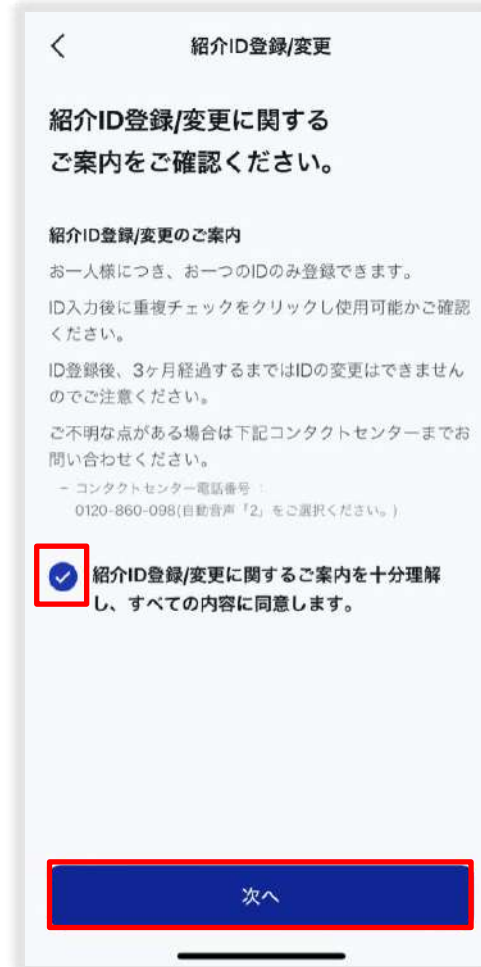 紹介ID登録/変更
紹介ID登録/変更に関する
ご案内をご確認ください。
紹介ID登録/変更のご案内
お一人様につき、お一つのIDのみ登録できます。
ID入力後に重複チェックをクリックし使用可能かご確認
ください。
ID登録後、3ヶ月経過するまではIDの変更はできません
のでご注意ください。
ご不明な点がある場合は下記コンタクトセンターまでお
問い合わせください。
- コンタクトセンター電話番号 :
0120-860-098(自動音声「2」をご選択ください。)
紹介ID登録/変更に関するご案内を十分理解
し、すべての内容に同意します。
次へ